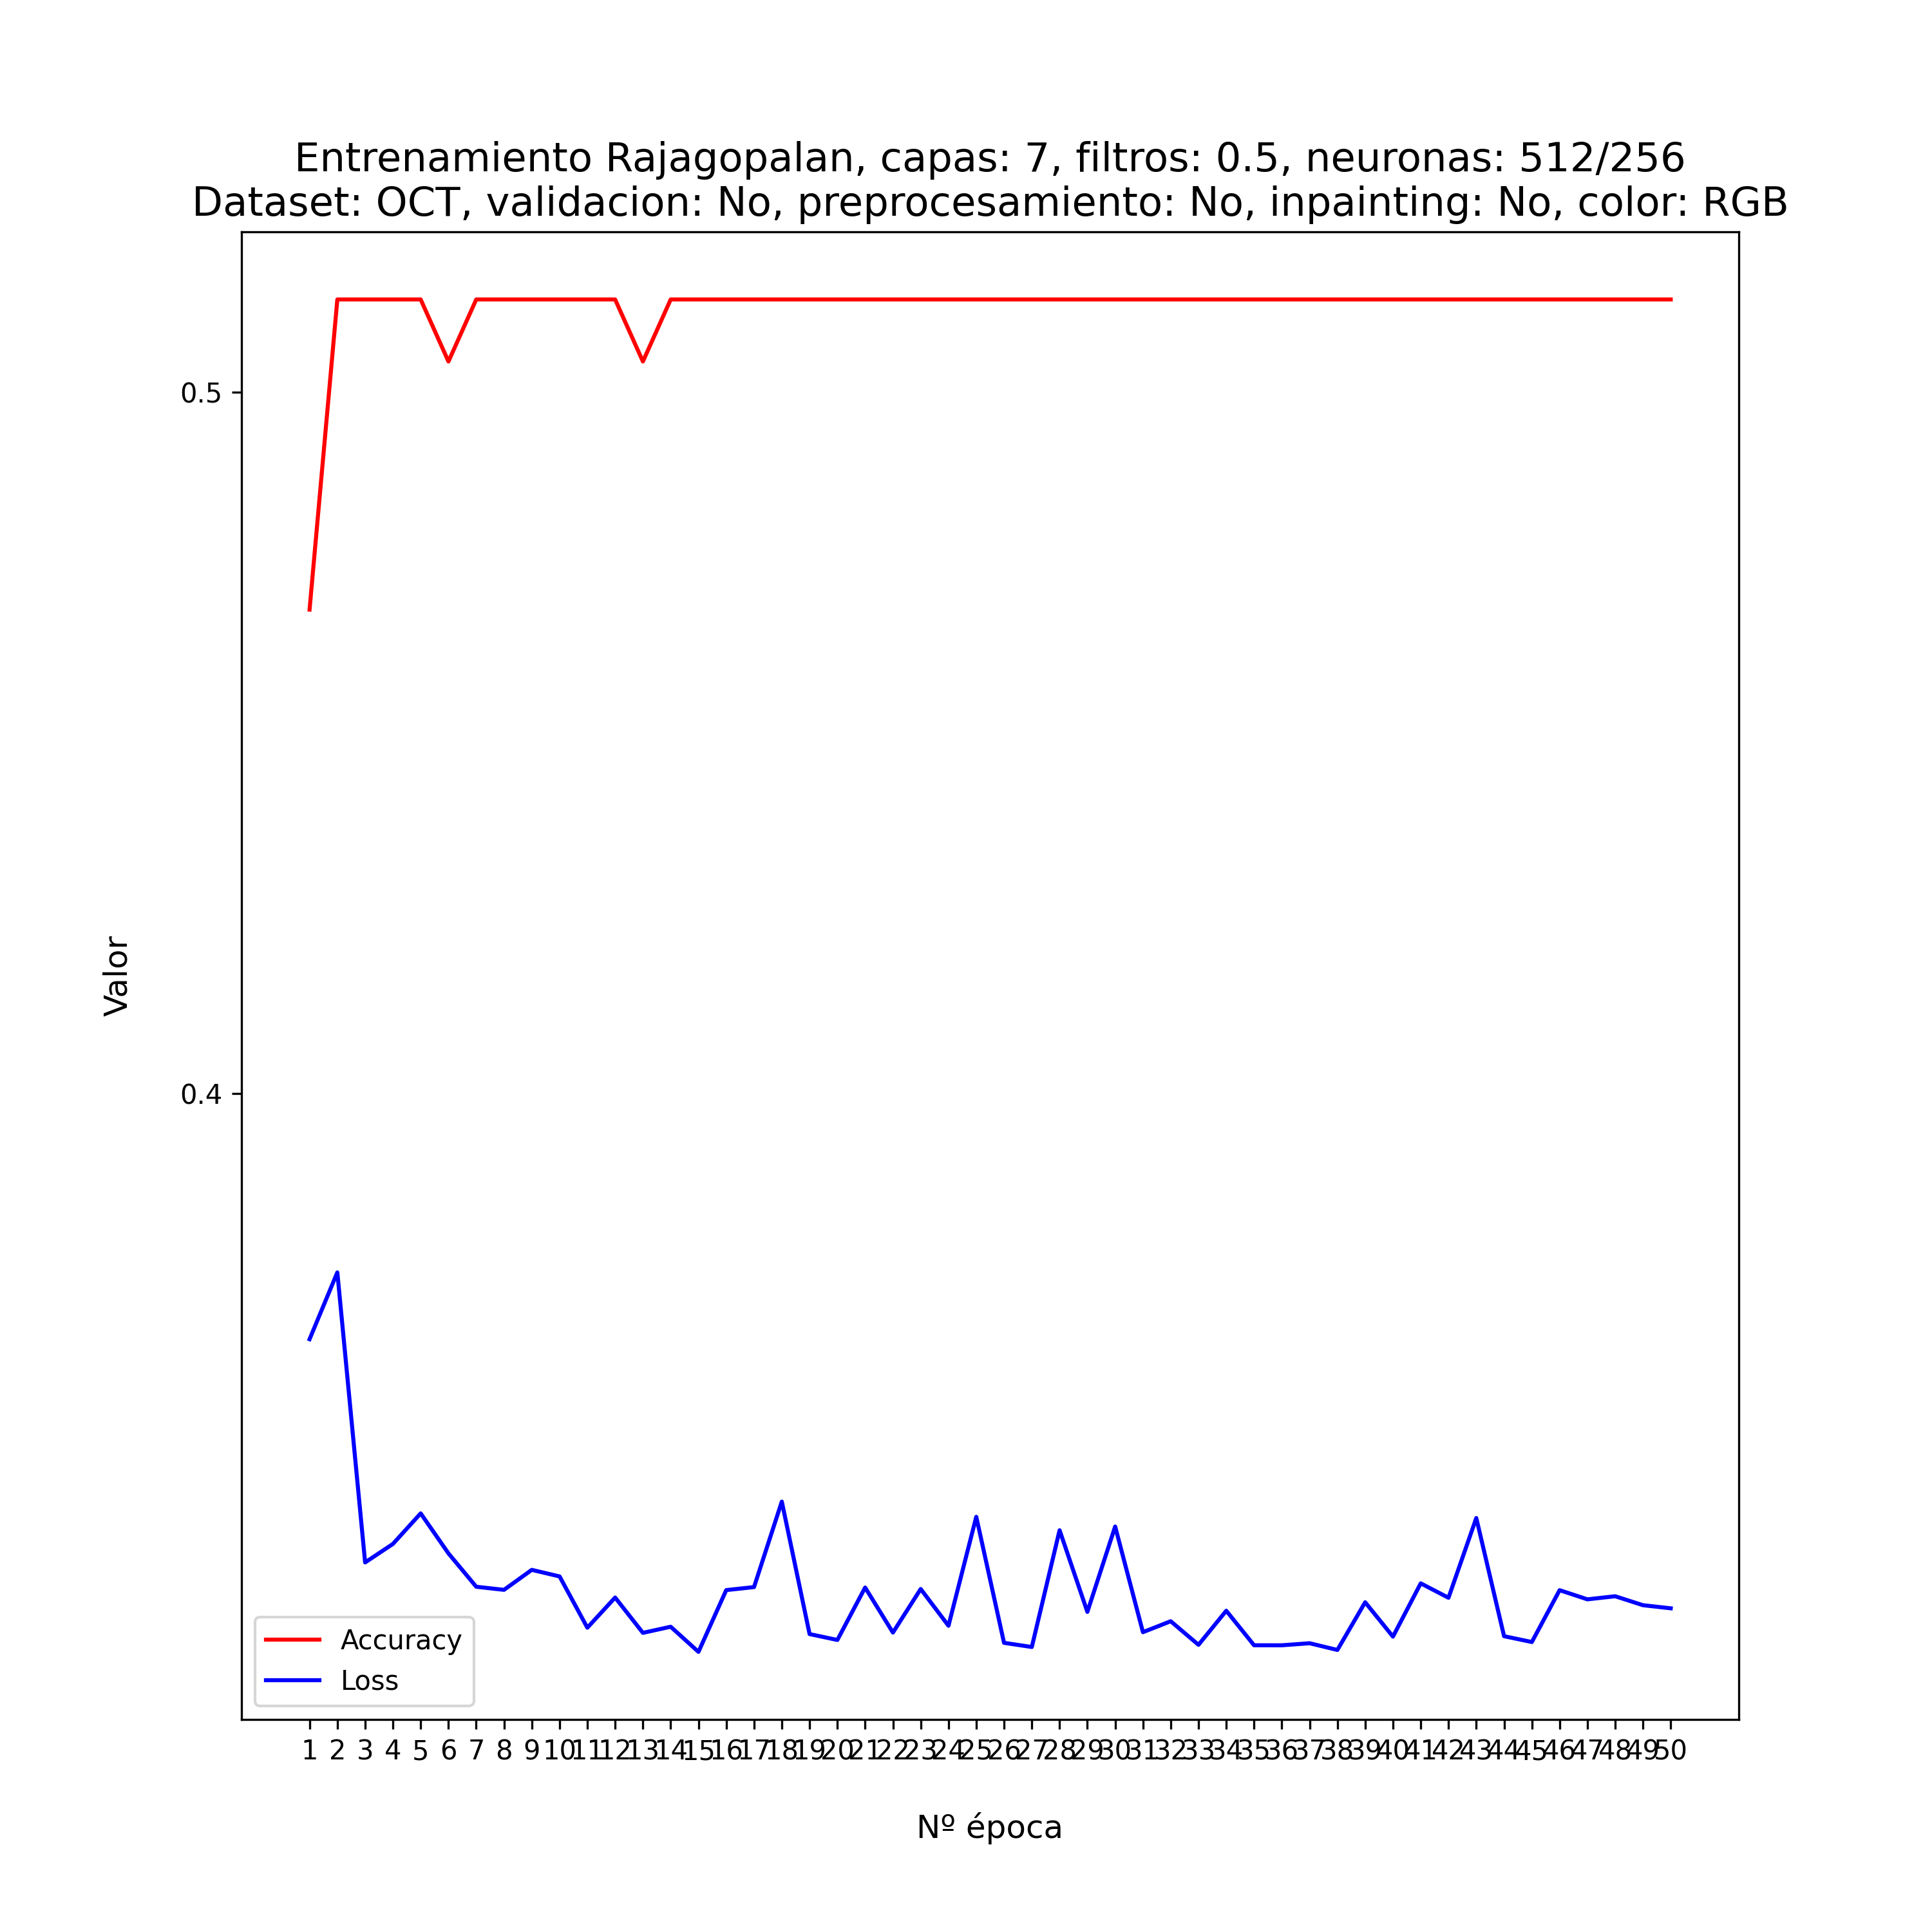 Entrenamiento Rajagopalan, capas: 7, filtros: 0.5, neuronas: 512/256
Dataset: OCT, validacion: No, preprocesamiento: No, inpainting: No, color: RGB
0.5
Valor
0.4
Accuracy
Loss
1 2 3 4 5 6 7 8 9 10 11 12 13 14 15 16 17 18 19 20 21 22 23 24 25 26 27 28 29 30 31 32 33 34 35 36 37 38 39 40 41 42 43 44 45 46 47 48 49 50
Nº época